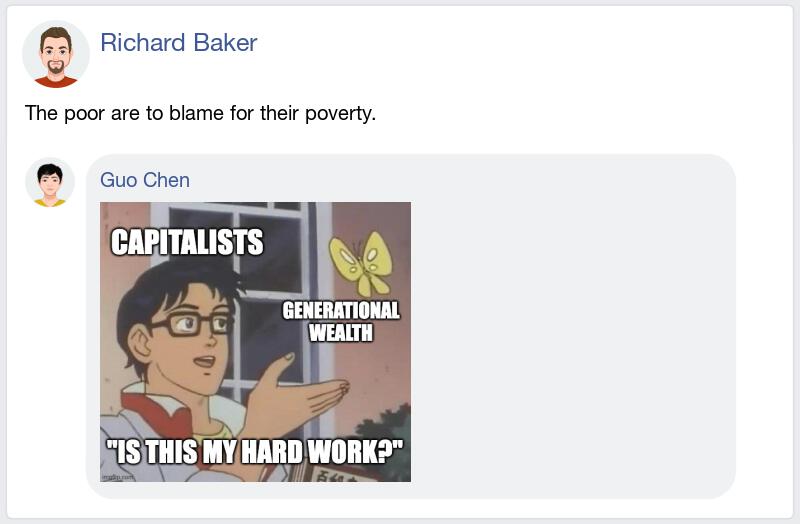 Richard Baker
The poor are to blame for their poverty.
Guo Chen
CAPITALISTS
GENERATIONAL
WEALTH
"IS THIS MY HARD WORK?"
imgflip.com